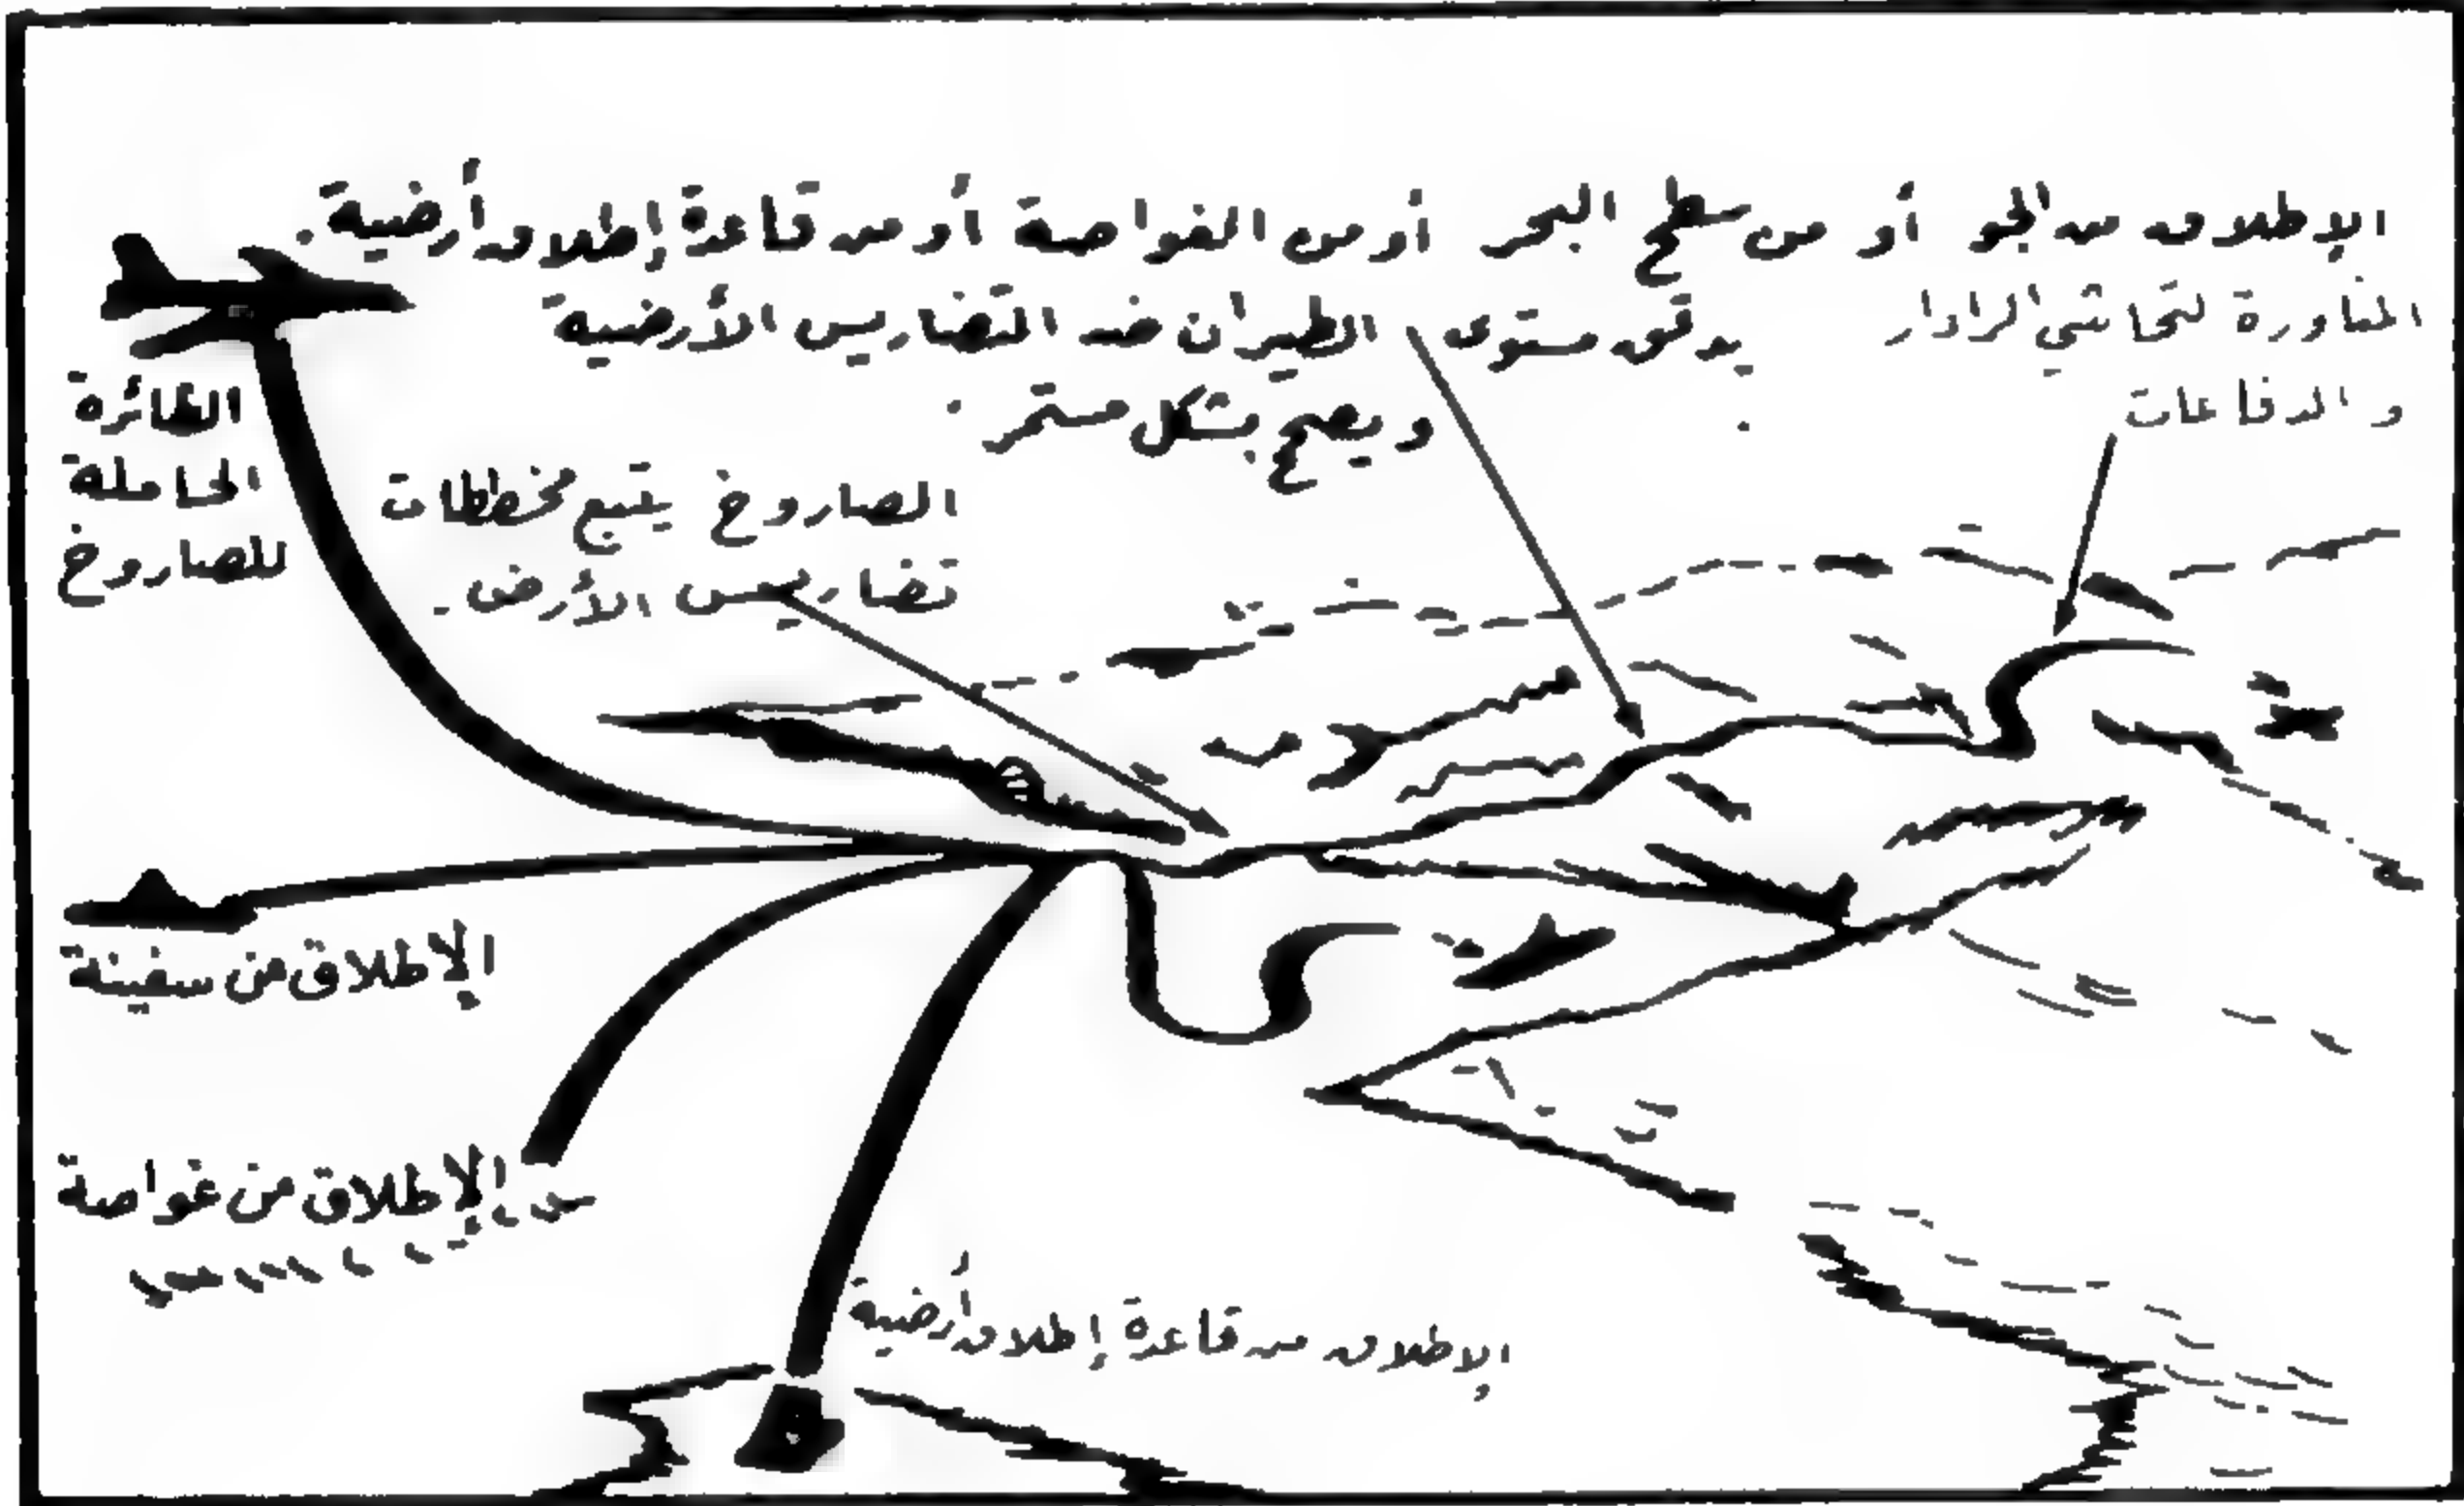 الإطلاق من الجو أو من سطح البحر أو من الغواصة أو من قاعدة إطلاق أرضية.
المناورة لتحاشي الرادار
والدفاعات
يدقق مستوى الطيران ضد التضاريس الأرضية
ويصحح بشكل مستمر.
الصاروخ يتبع مخططات
تضاريس الأرض.
الطائرة
الحاملة
للصاروخ
الإطلاق من سفينة
الإطلاق من غواصة
الإطلاق من قاعدة إطلاق أرضية